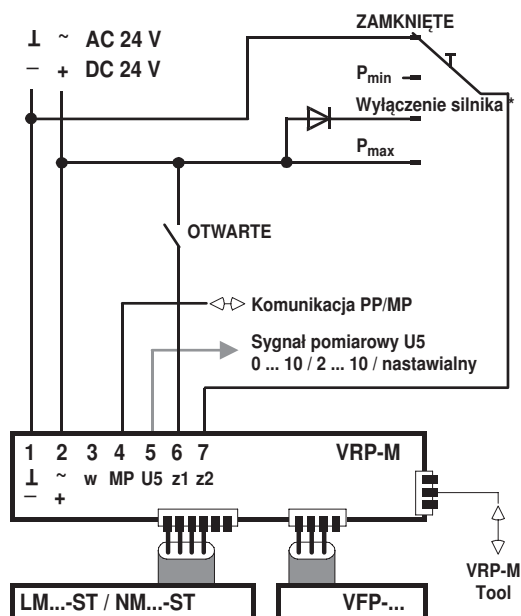 ZAMKNIĘTE
⊥ ~ AC 24 V
– + DC 24 V
Pmin
Wyłączenie silnika *
Pmax
OTWARTE
Komunikacja PP/MP
Sygnał pomiarowy U5
0 ... 10 / 2 ... 10 / nastawialny
1 2 3 4 5 6 7 VRP-M
⊥ ~ w MP U5 z1 z2
– +
VRP-M
Tool
LM...-ST / NM...-ST
VFP-...